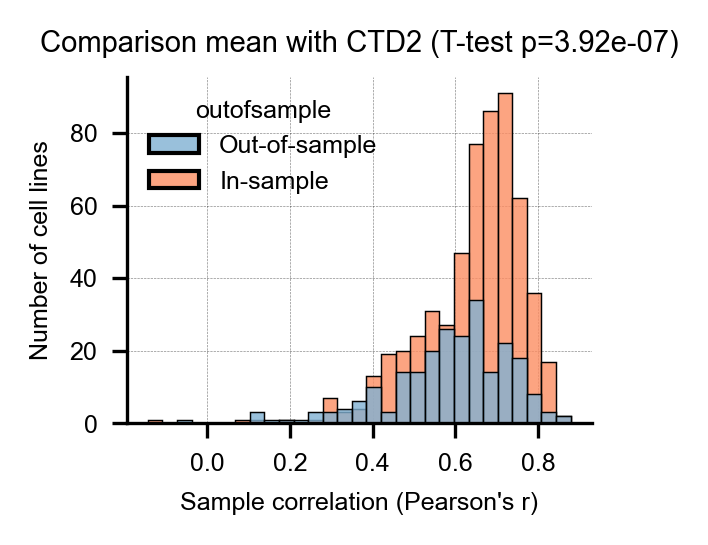 Comparison mean with CTD2 (T-test p=3.92e-07)
outofsample
Out-of-sample
In-sample
Number of cell lines
80
60
40
20
0
0.0 0.2 0.4 0.6 0.8
Sample correlation (Pearson's r)